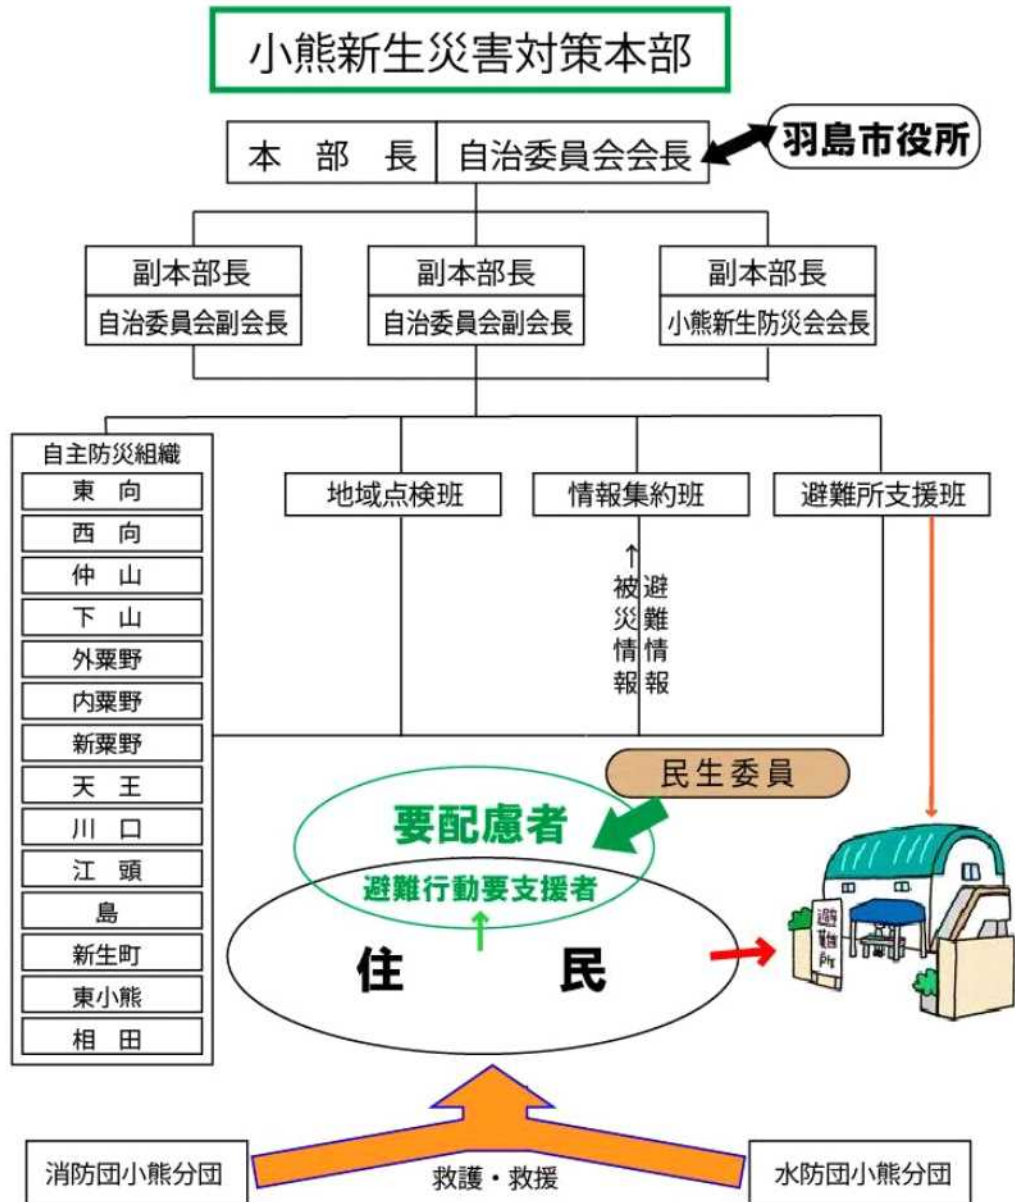 小熊新生災害対策本部
本 部 長 自治委員会会長
羽島市役所
副本部長
自治委員会副会長
副本部長
自治委員会副会長
副本部長
小熊新生防災会会長
自主防災組織
東 向
西 向
仲 山
下 山
外粟野
内粟野
新粟野
天 王
川 口
江 頭
島
新生町
東小熊
相 田
地域点検班
情報集約班
避難所支援班
↑被災情報
避難情報
民生委員
要配慮者
避難行動要支援者
住 民
避難所
消防団小熊分団
救護・救援
水防団小熊分団